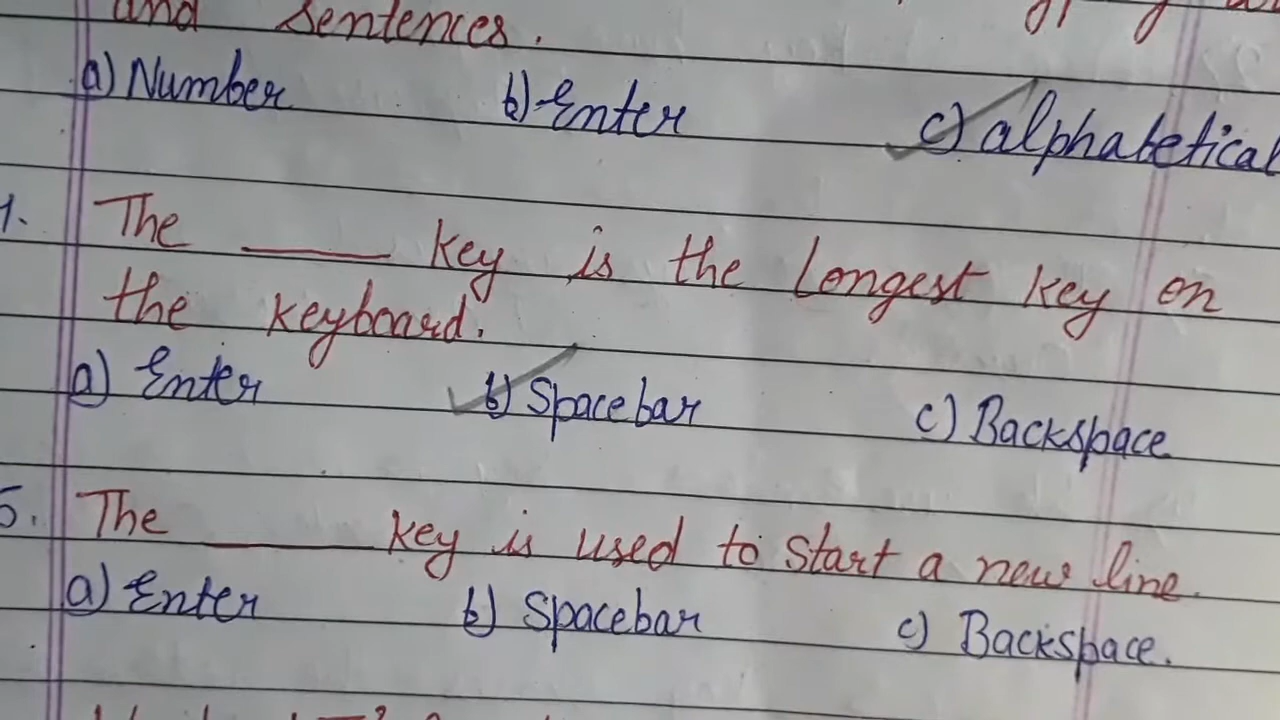 and sentences.
a) Number b) Enter c) alphabetical
The ____ key is the longest key on
the keyboard.
a) Enter b) Spacebar c) Backspace
5. The ____ key is used to start a new line.
a) Enter b) Spacebar c) Backspace.